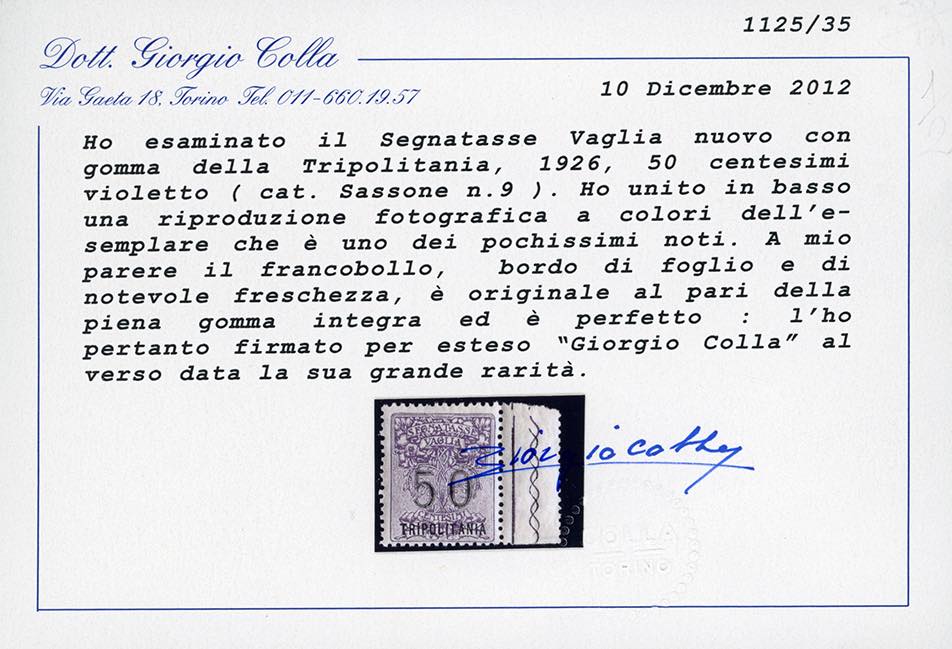 1125/35
Dott. Giorgio Colla
Via Gaeta 18, Torino Tel. 011-660.19.57
10 Dicembre 2012
Ho esaminato il Segnatasse Vaglia nuovo con
gomma della Tripolitania, 1926, 50 centesimi
violetto ( cat. Sassone n.9 ). Ho unito in basso
una riproduzione fotografica a colori dell'e-
semplare che è uno dei pochissimi noti. A mio
parere il francobollo, bordo di foglio e di
notevole freschezza, è originale al pari della
piena gomma integra ed è perfetto : l'ho
pertanto firmato per esteso "Giorgio Colla" al
verso data la sua grande rarità.
SEGNATASSE
VAGLIA
50
CENTESIMI
TRIPOLITANIA
Giorgio Colla
COLLA
TORINO